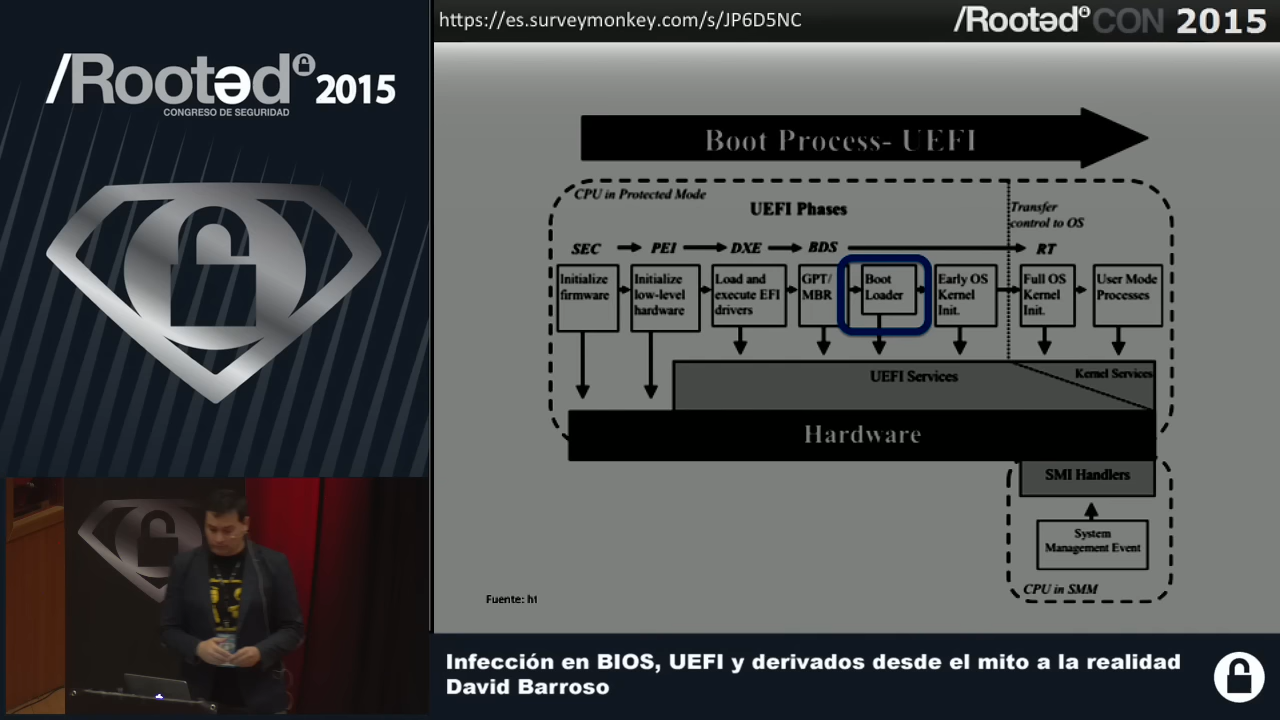 https://es.surveymonkey.com/s/JP6D5NC
/Rooted CON 2015
/Rooted 2015
CONGRESO DE SEGURIDAD
Boot Process- UEFI
CPU in Protected Mode
UEFI Phases
Transfer
control to OS
SEC PEI DXE BDS RT
Initialize
firmware
Initialize
low-level
hardware
Load and
execute EFI
drivers
GPT/
MBR
Boot
Loader
Early OS
Kernel
Init.
Full OS
Kernel
Init.
User Mode
Processes
UEFI Services
Kernel Services
Hardware
SMI Handlers
System
Management Event
CPU in SMM
Fuente: ht
Infección en BIOS, UEFI y derivados desde el mito a la realidad
David Barroso